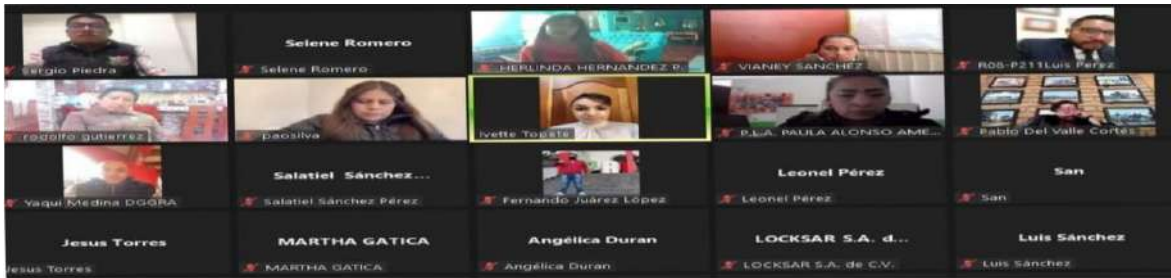 Sergio Piedra
Selene Romero
Selene Romero
HERLINDA HERNANDEZ R.
VIANEY SANCHEZ
R08-P211Luis Perez
rodolfo gutierrez
paosilva
Ivette Topete
P.L.A. PAULA ALONSO AME...
Pablo Del Valle Cortés
Yaqui Medina DGGRA
Salatiel Sánchez...
Salatiel Sánchez Pérez
Fernando Juárez López
Leonel Pérez
Leonel Pérez
San
San
Jesus Torres
Jesus Torres
MARTHA GATICA
MARTHA GATICA
Angélica Duran
Angélica Duran
LOCKSAR S.A. d...
LOCKSAR S.A. de C.V.
Luis Sánchez
Luis Sánchez